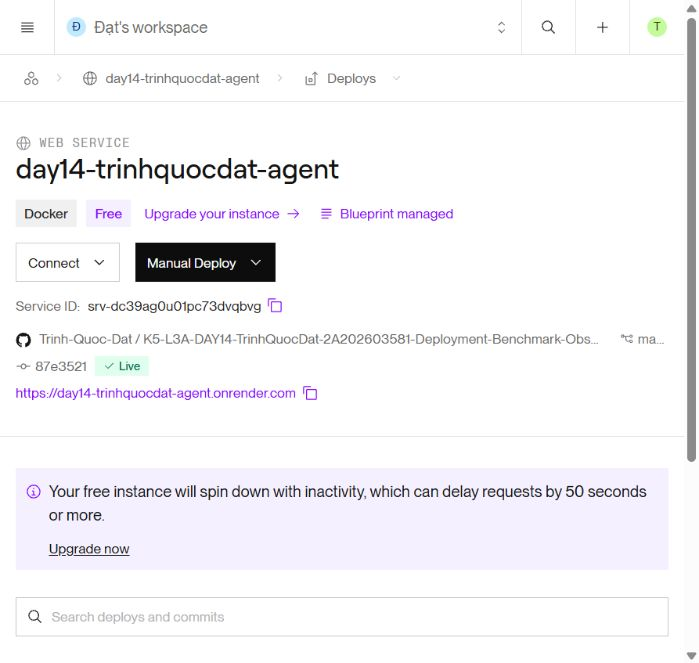 Đ Đạt's workspace T
day14-trinhquocdat-agent Deploys
WEB SERVICE
day14-trinhquocdat-agent
Docker Free Upgrade your instance → Blueprint managed
Connect Manual Deploy
Service ID: srv-dc39ag0u01pc73dvqbvg
Trinh-Quoc-Dat / K5-L3A-DAY14-TrinhQuocDat-2A202603581-Deployment-Benchmark-Obs... ma...
87e3521 Live
https://day14-trinhquocdat-agent.onrender.com
Your free instance will spin down with inactivity, which can delay requests by 50 seconds
or more.
Upgrade now
Search deploys and commits